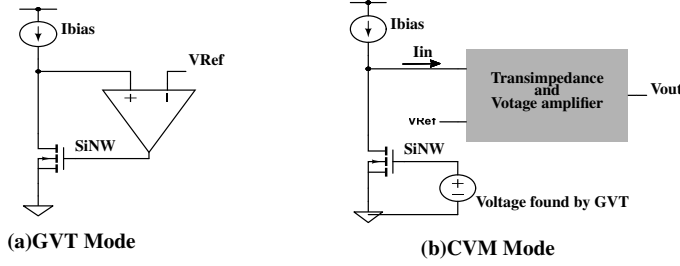 Ibias
VRef
+
SiNW
(a)GVT Mode
Ibias
Iin
Transimpedance
and
Votage amplifier
Vout
VRef
SiNW
+
Voltage found by GVT
(b)CVM Mode